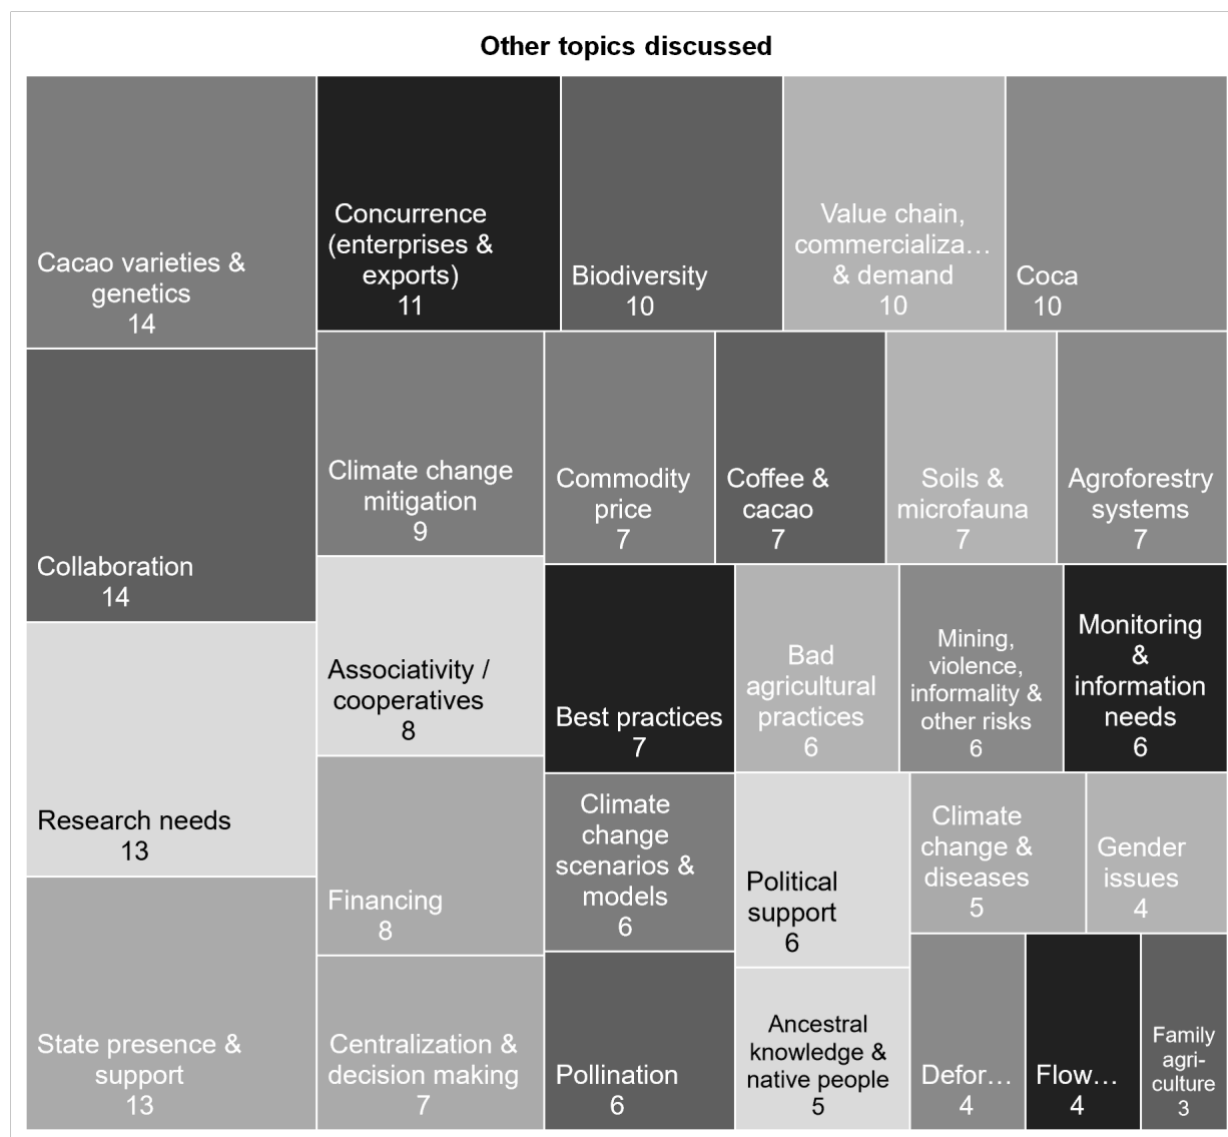 Other topics discussed
Cacao varieties &
genetics
14
Concurrence
(enterprises &
exports)
11
Biodiversity
10
Value chain,
commercializa…
& demand
10
Coca
10
Collaboration
14
Climate change
mitigation
9
Commodity
price
7
Coffee &
cacao
7
Soils &
microfauna
7
Agroforestry
systems
7
Research needs
13
Associativity /
cooperatives
8
Best practices
7
Bad
agricultural
practices
6
Mining,
violence,
informality &
other risks
6
Monitoring
&
information
needs
6
State presence &
support
13
Financing
8
Centralization &
decision making
7
Climate
change
scenarios &
models
6
Pollination
6
Political
support
6
Ancestral
knowledge &
native people
5
Climate
change &
diseases
5
Gender
issues
4
Defor…
4
Flow…
4
Family
agri-
culture
3